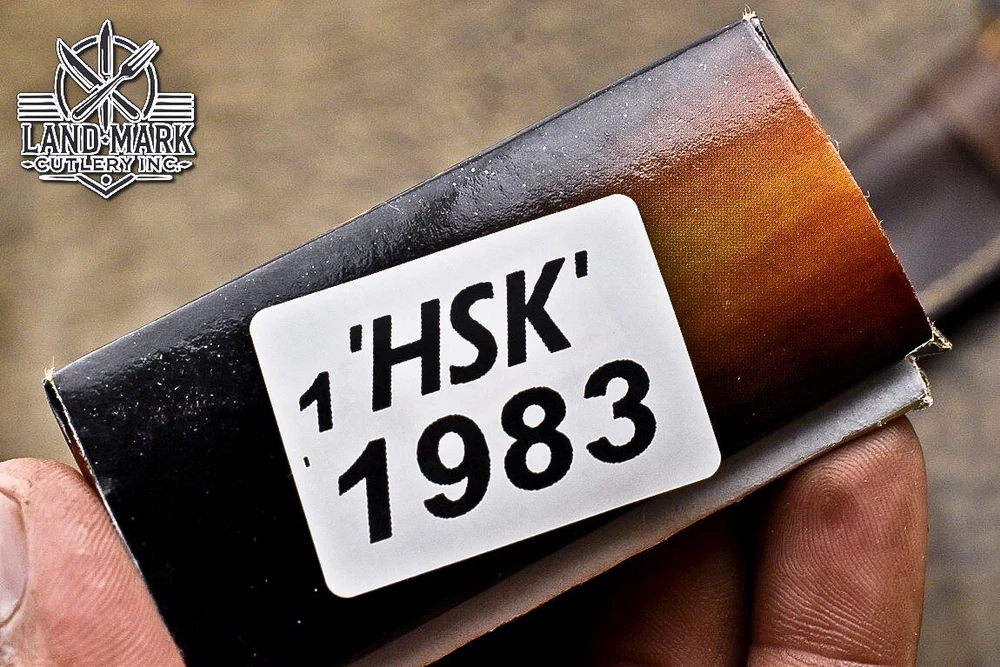 LAND MARK
CUTLERY INC.
'HSK'
1
1983